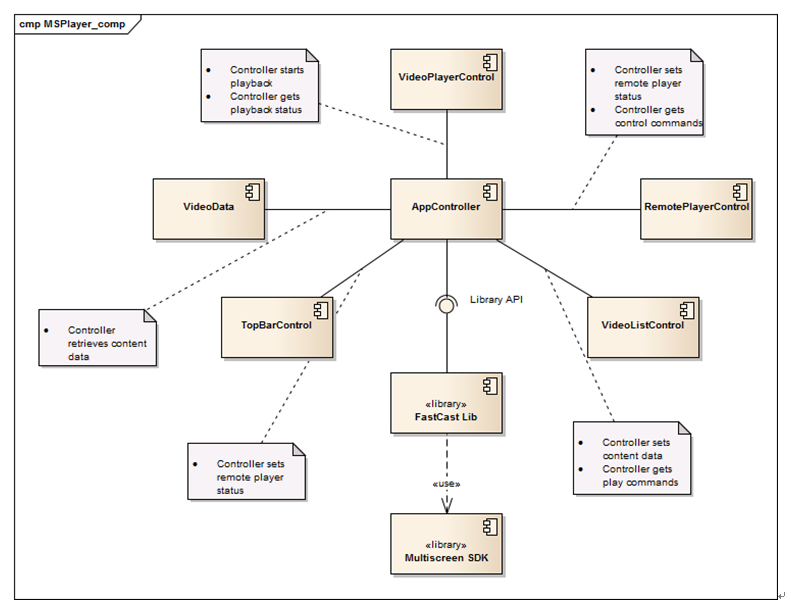 cmp MSPlayer_comp
• Controller starts
playback
• Controller gets
playback status
VideoPlayerControl
• Controller sets
remote player
status
• Controller gets
control commands
VideoData
AppController
RemotePlayerControl
Library API
• Controller
retrieves content
data
TopBarControl
VideoListControl
«library»
FastCast Lib
• Controller sets
remote player
status
• Controller sets
content data
• Controller gets
play commands
«use»
«library»
Multiscreen SDK